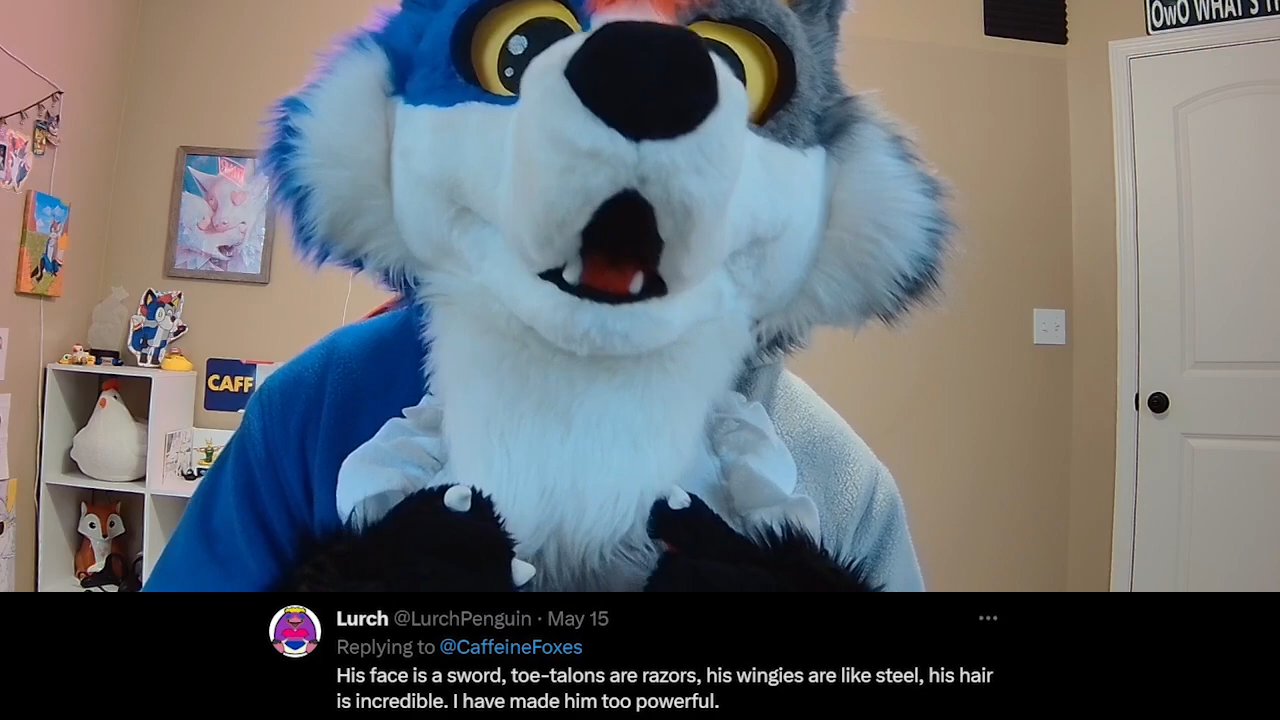 OwO WHAT'S
CAFF
Lurch @LurchPenguin · May 15
Replying to @CaffeineFoxes
His face is a sword, toe-talons are razors, his wingies are like steel, his hair
is incredible. I have made him too powerful.